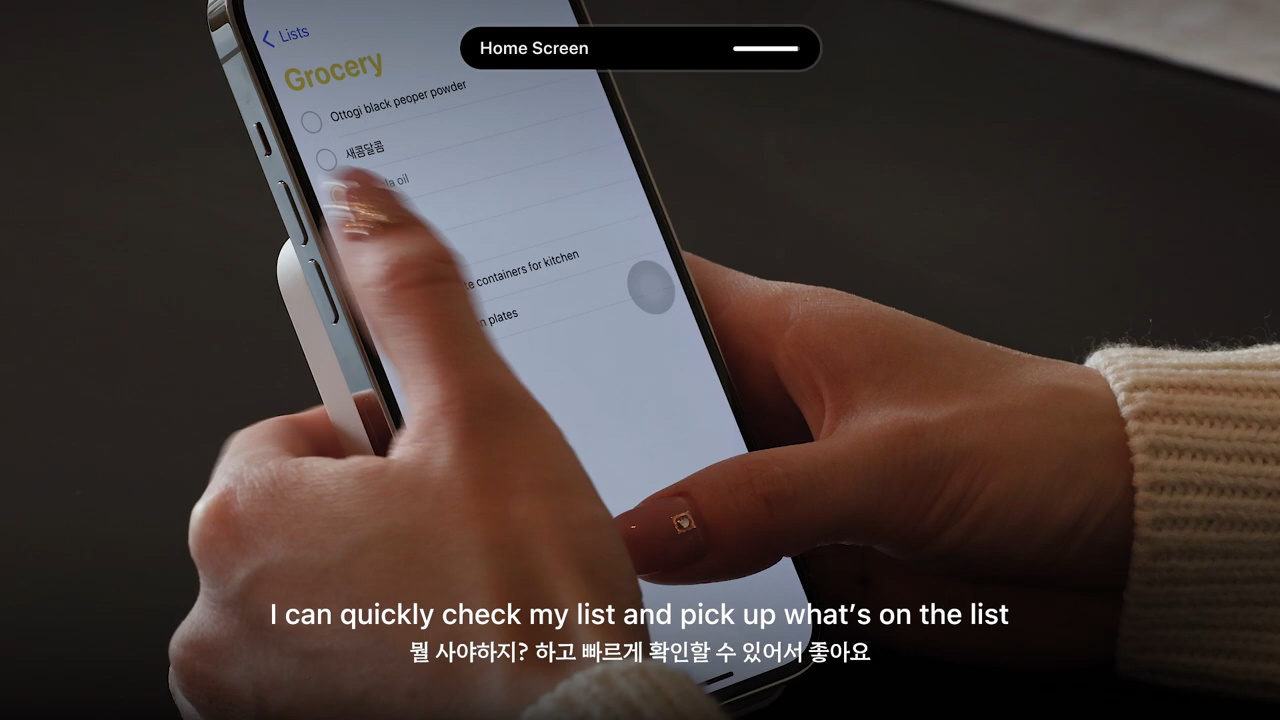 Home Screen
Lists
Grocery
Ottogi black peoper powder
새콤달콤
oil
containers for kitchen
plates
I can quickly check my list and pick up what's on the list
뭘 사야하지? 하고 빠르게 확인할 수 있어서 좋아요